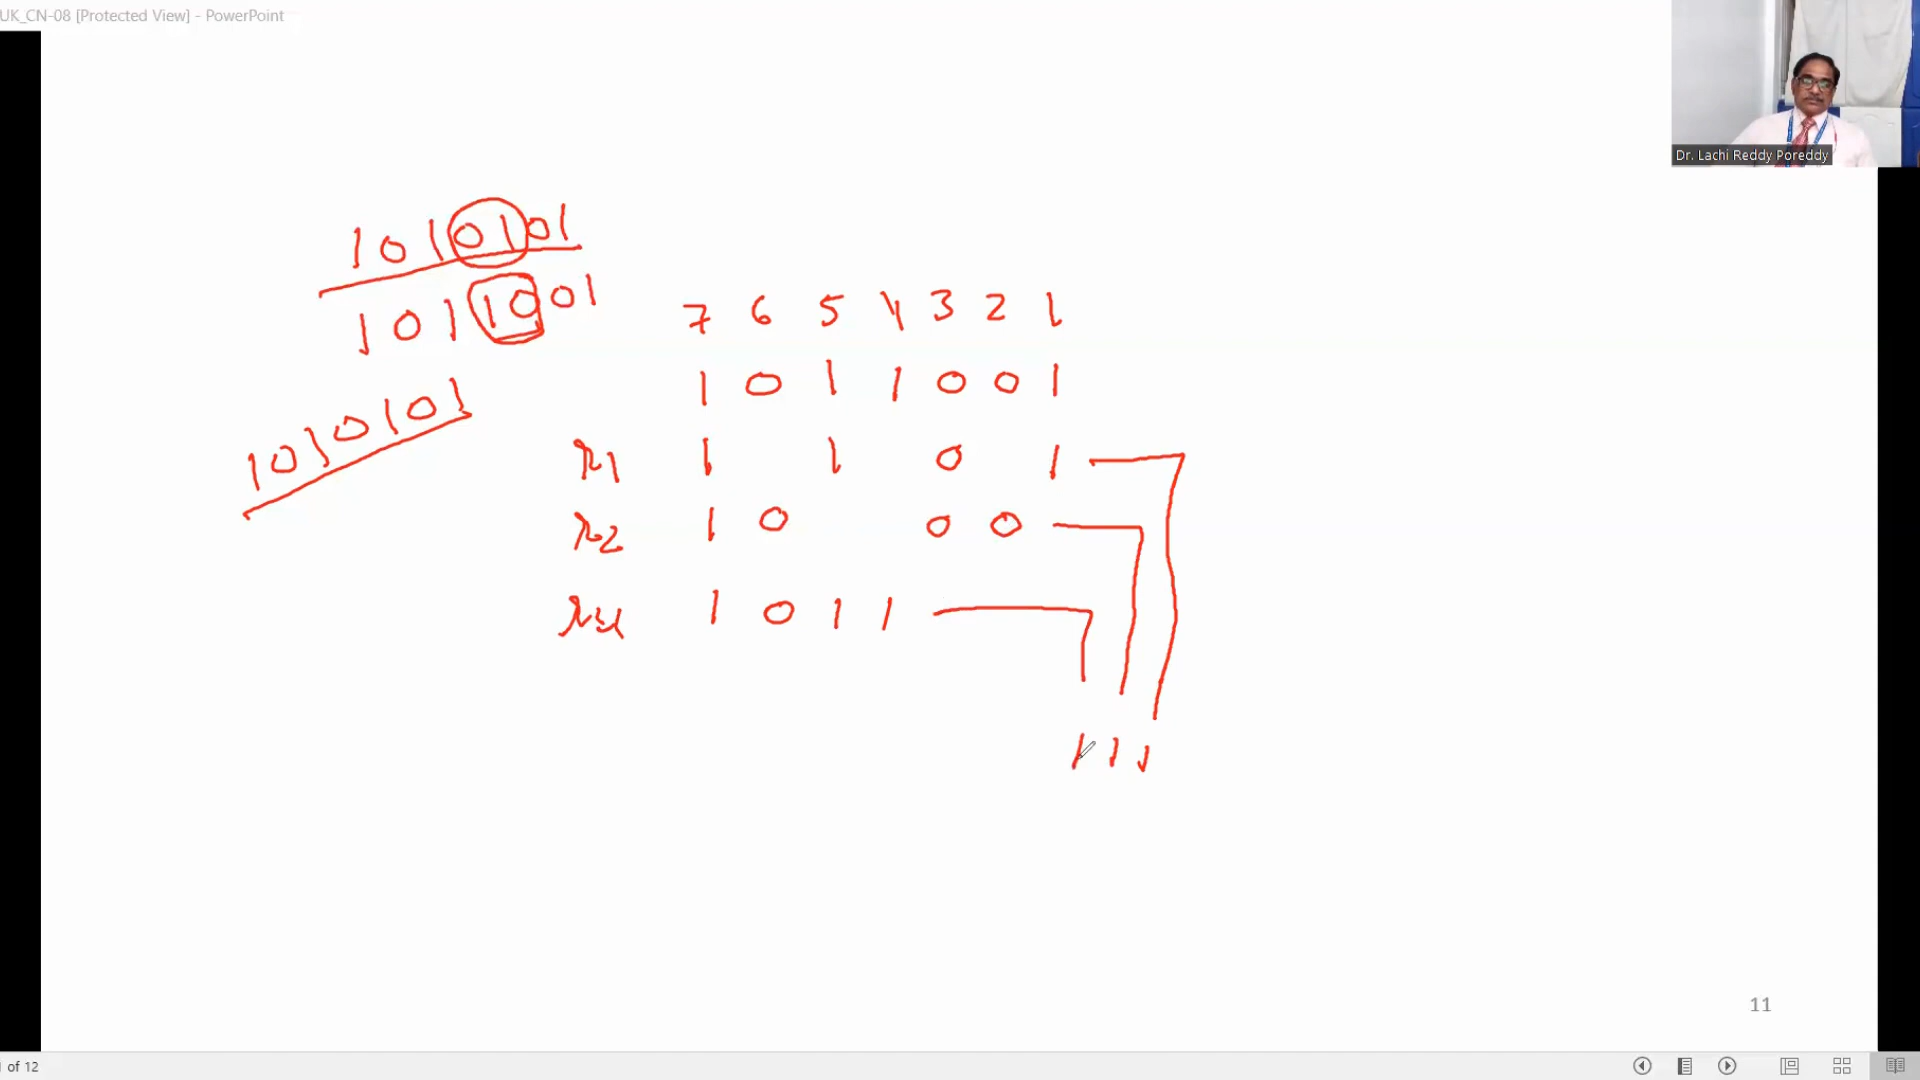 UK_CN-08 [Protected View] - PowerPoint
Dr. Lachi Reddy Poreddy
1010101
1011001
7 6 5 4 3 2 1
1 0 1 1 0 0 1
1010101
r1 1 1 0 1
r2 1 0 0 0
r4 1 0 1 1
1 1 1
11
of 12